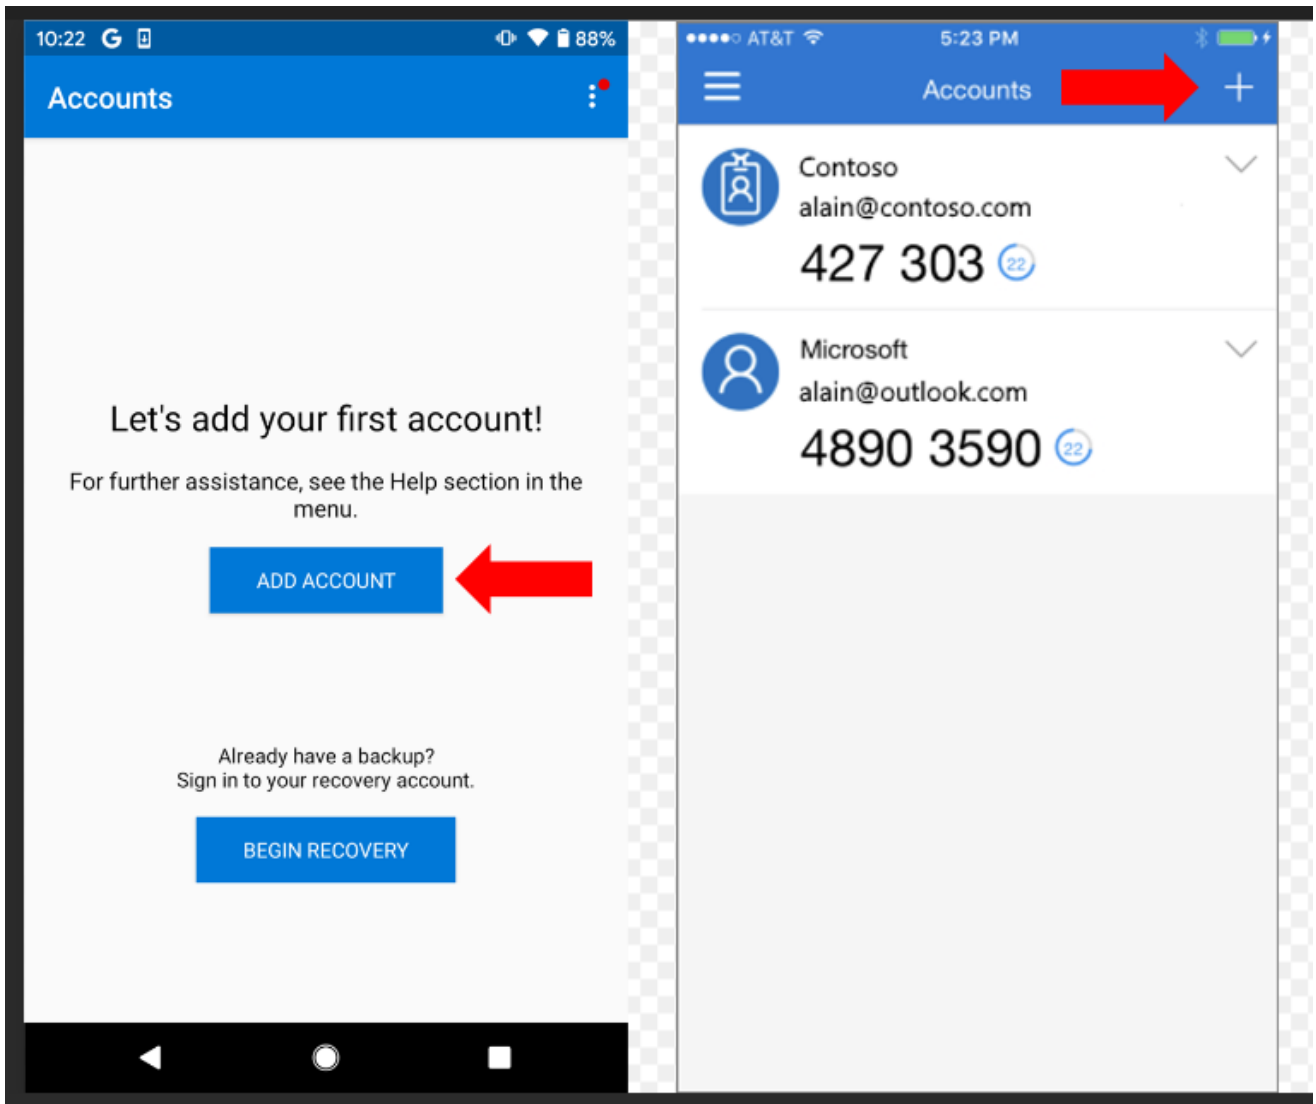 10:22 G 88%
Accounts
Let's add your first account!
For further assistance, see the Help section in the
menu.
ADD ACCOUNT
Already have a backup?
Sign in to your recovery account.
BEGIN RECOVERY
AT&T 5:23 PM
Accounts
Contoso
alain@contoso.com
427 303 22
Microsoft
alain@outlook.com
4890 3590 22